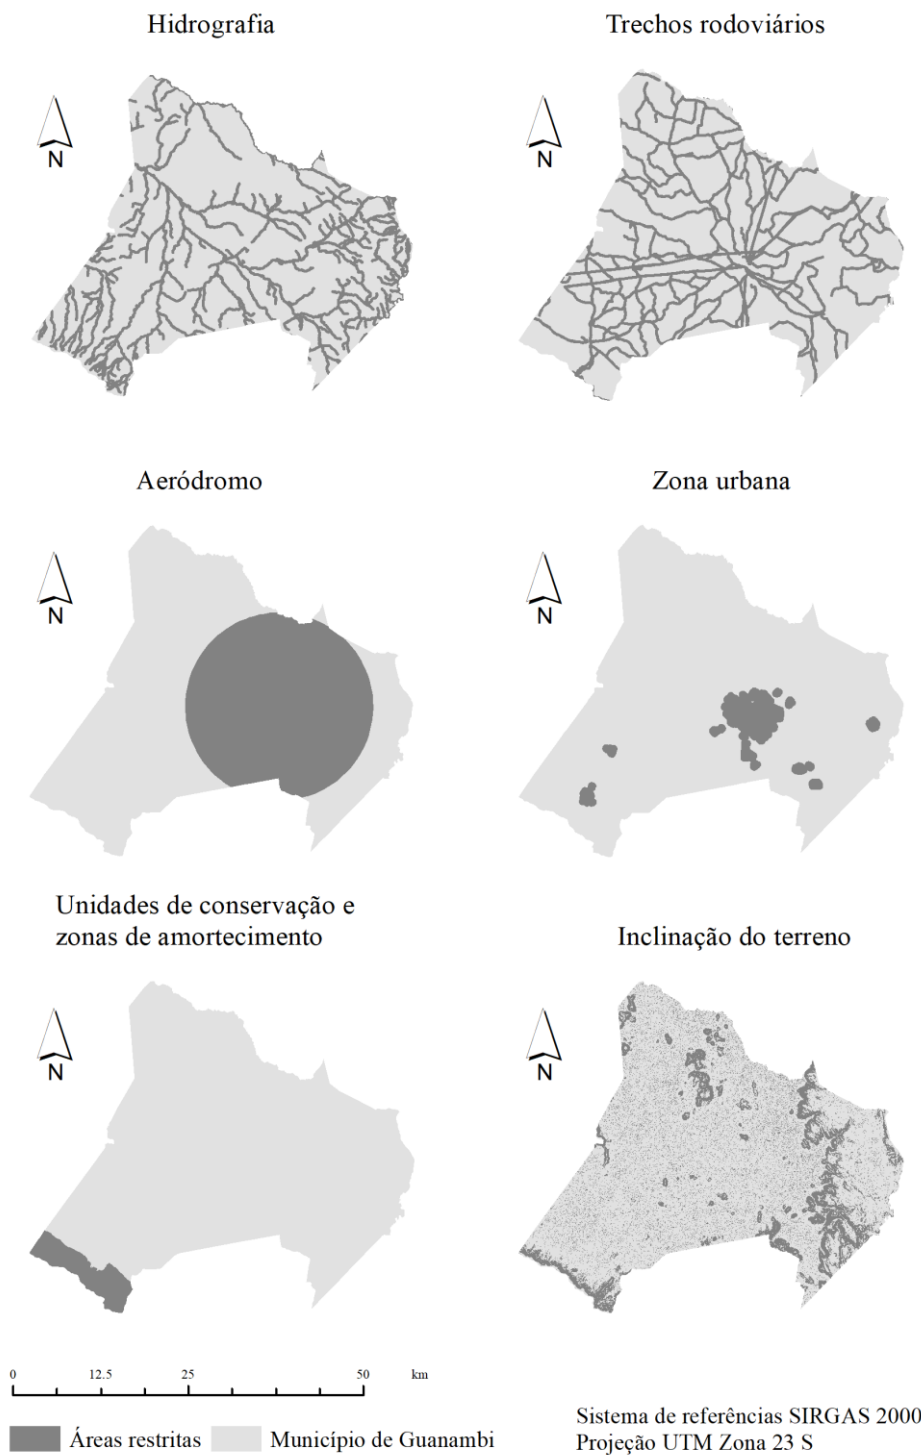 Hidrografia
Trechos rodoviários
N
N
Aeródromo
Zona urbana
N
N
Unidades de conservação e
zonas de amortecimento
Inclinação do terreno
N
N
0 12.5 25 50 km
Áreas restritas
Município de Guanambi
Sistema de referências SIRGAS 2000
Projeção UTM Zona 23 S